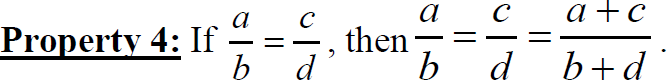 Property 4: If a/b = c/d, then a/b = c/d = (a + c)/(b + d).